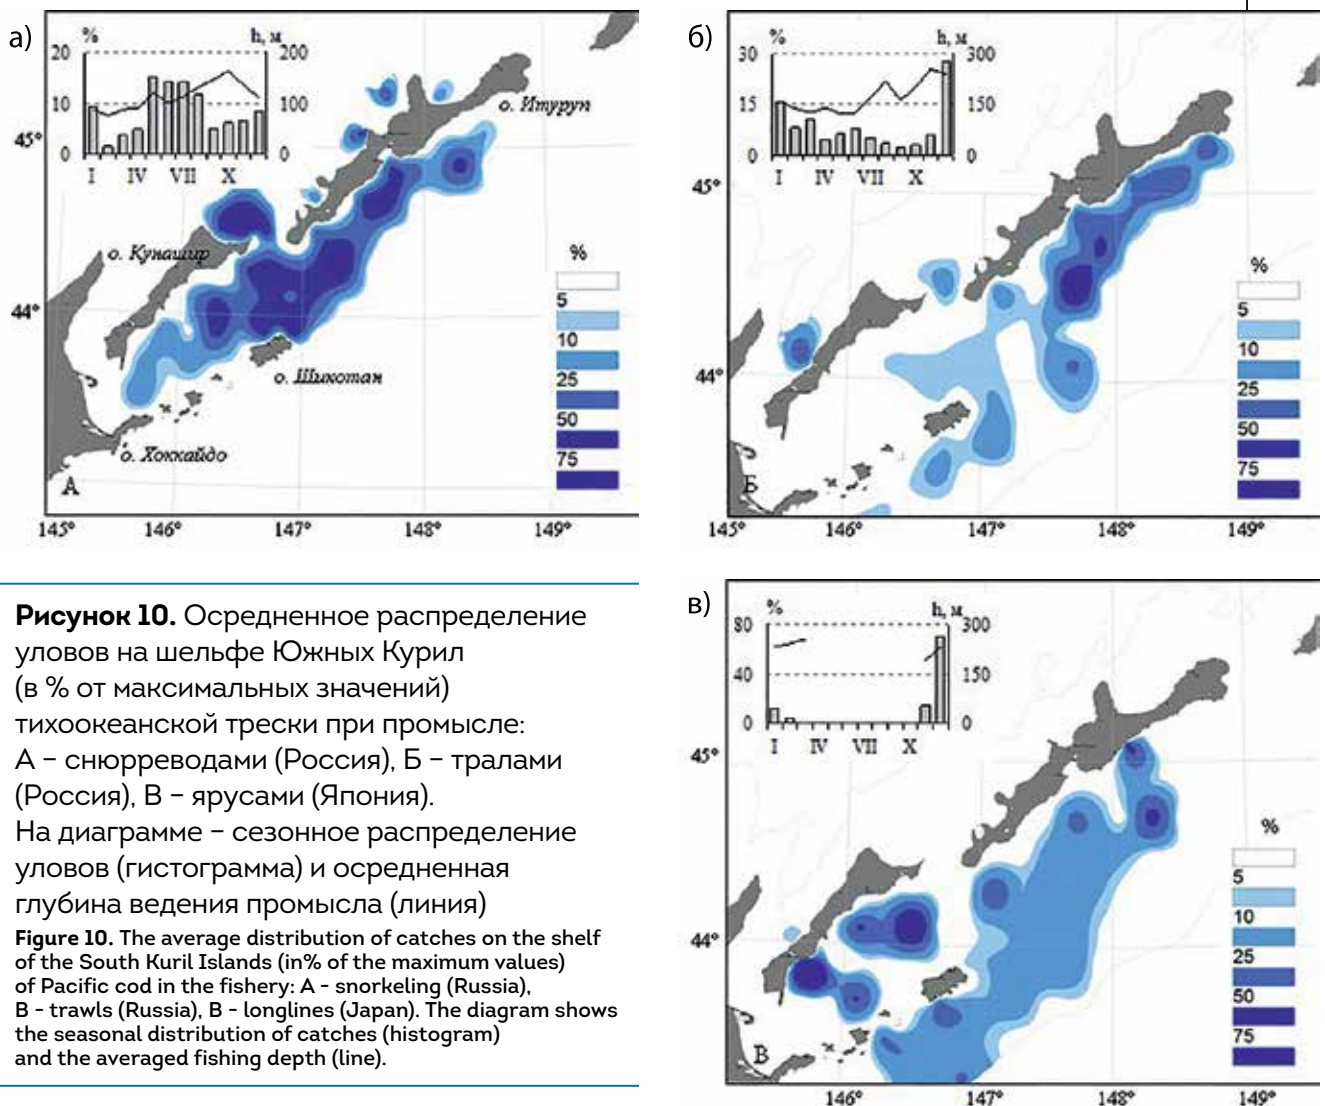 а)
%
h, м
20
200
10
100
0
0
I
IV
VII
X
о. Итуруп
45°
о. Кунашир
44°
о. Шикотан
о. Хоккайдо
А
%
5
10
25
50
75
145°
146°
147°
148°
149°
б)
%
h, м
30
300
15
150
0
0
I
IV
VII
X
45°
44°
Б
%
5
10
25
50
75
145°
146°
147°
148°
149°
Рисунок 10. Осредненное распределение
уловов на шельфе Южных Курил
(в % от максимальных значений)
тихоокеанской трески при промысле:
А – снюрреводами (Россия), Б – тралами
(Россия), В – ярусами (Япония).
На диаграмме – сезонное распределение
уловов (гистограмма) и осредненная
глубина ведения промысла (линия)
Figure 10. The average distribution of catches on the shelf
of the South Kuril Islands (in% of the maximum values)
of Pacific cod in the fishery: A - snorkeling (Russia),
B - trawls (Russia), B - longlines (Japan). The diagram shows
the seasonal distribution of catches (histogram)
and the averaged fishing depth (line).
в)
%
h, м
80
300
40
150
0
0
I
IV
VII
X
45°
44°
В
%
5
10
25
50
75
146°
147°
148°
149°